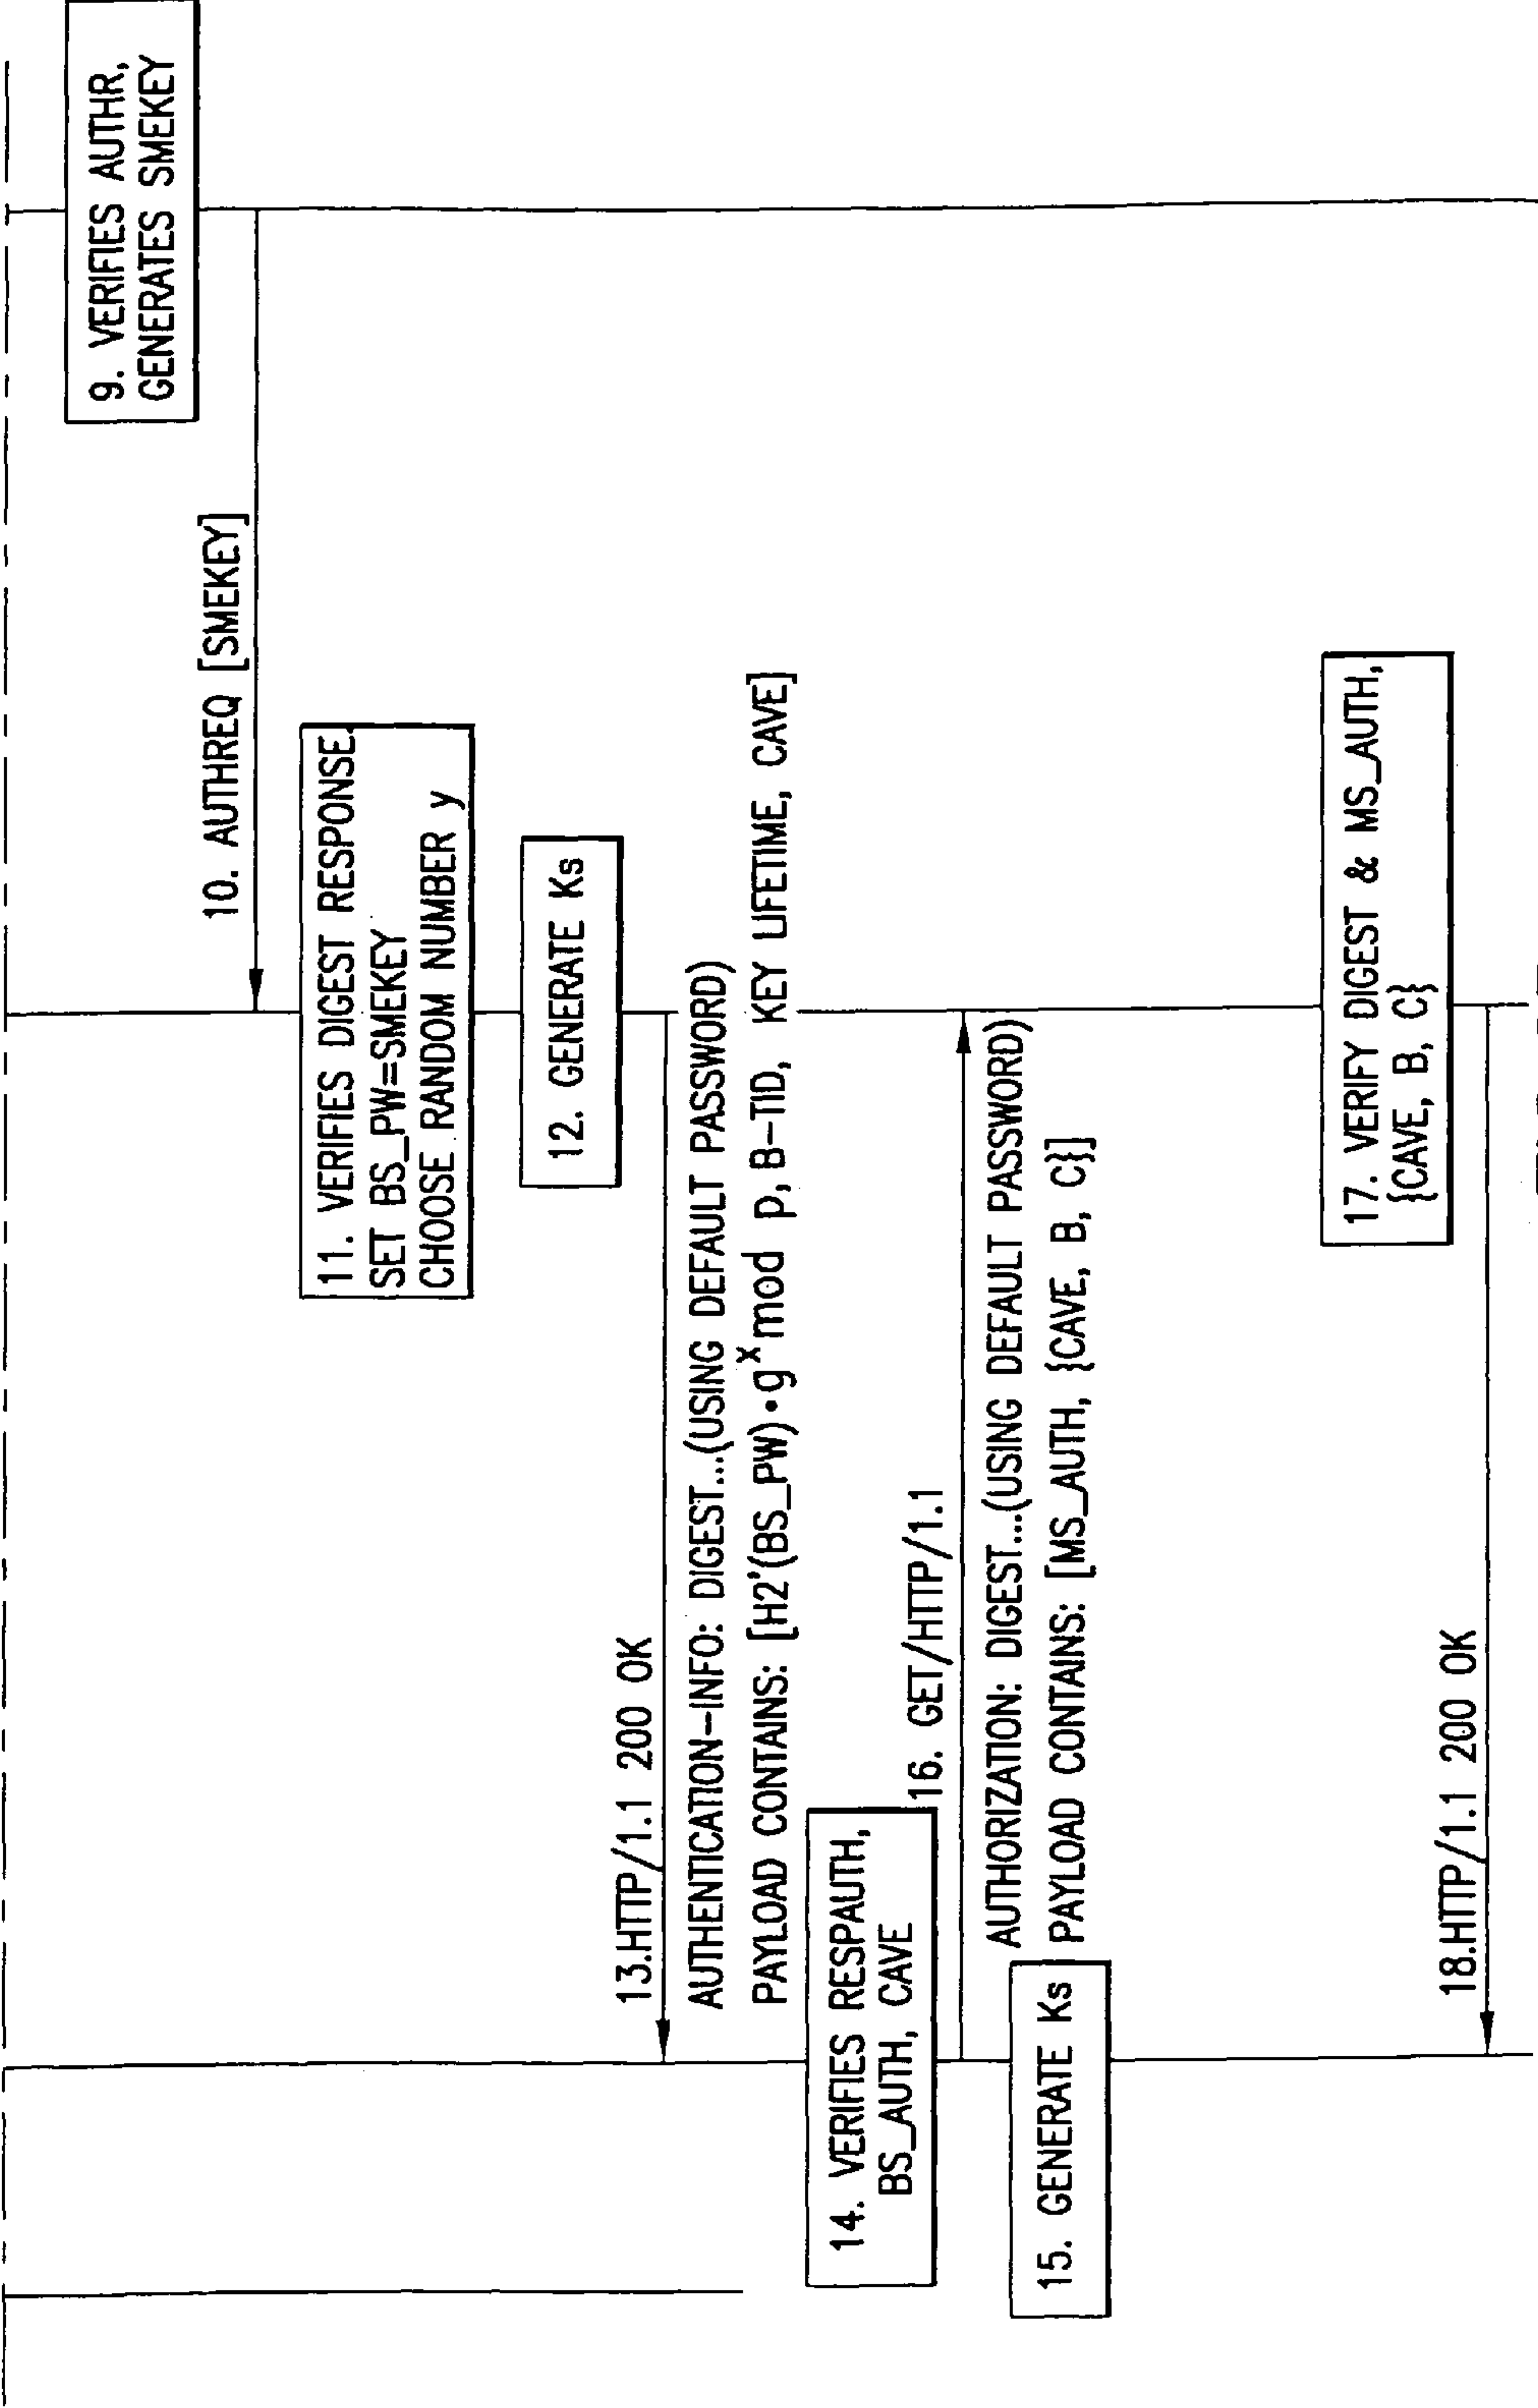 9. VERIFIES AUTHR,
GENERATES SMEKEY
10. AUTHREQ [SMEKEY]
11. VERIFIES DIGEST RESPONSE.
SET BS_PW=SMEKEY
CHOOSE RANDOM NUMBER y
12. GENERATE Ks
13.HTTP/1.1 200 OK
AUTHENTICATION-INFO: DIGEST...(USING DEFAULT PASSWORD)
PAYLOAD CONTAINS: [H2'(BS_PW)•gˣmod p, B-TID, KEY LIFETIME, CAVE]
14. VERIFIES RESPAUTH,
BS_AUTH, CAVE
16. GET/HTTP/1.1
AUTHORIZATION: DIGEST...(USING DEFAULT PASSWORD)
15. GENERATE Ks
PAYLOAD CONTAINS: [MS_AUTH, {CAVE, B, C}]
17. VERIFY DIGEST & MS_AUTH,
{CAVE, B, C}
18.HTTP/1.1 200 OK